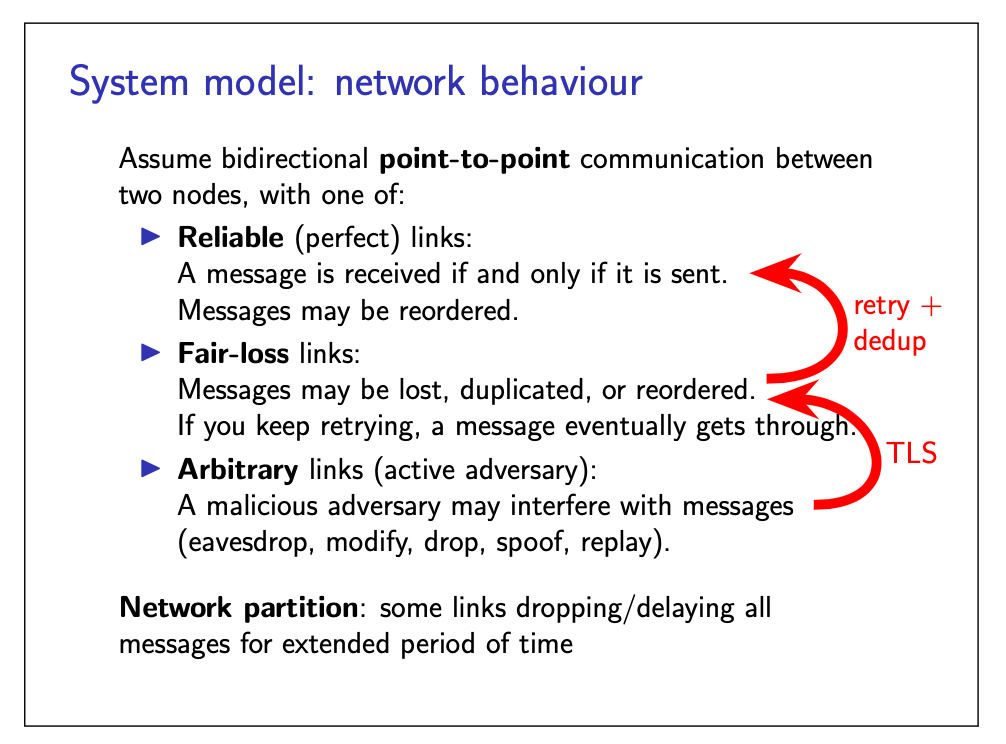 System model: network behaviour
Assume bidirectional point-to-point communication between
two nodes, with one of:
▶ Reliable (perfect) links:
A message is received if and only if it is sent.
Messages may be reordered.
retry +
dedup
▶ Fair-loss links:
Messages may be lost, duplicated, or reordered.
If you keep retrying, a message eventually gets through.
TLS
▶ Arbitrary links (active adversary):
A malicious adversary may interfere with messages
(eavesdrop, modify, drop, spoof, replay).
Network partition: some links dropping/delaying all
messages for extended period of time